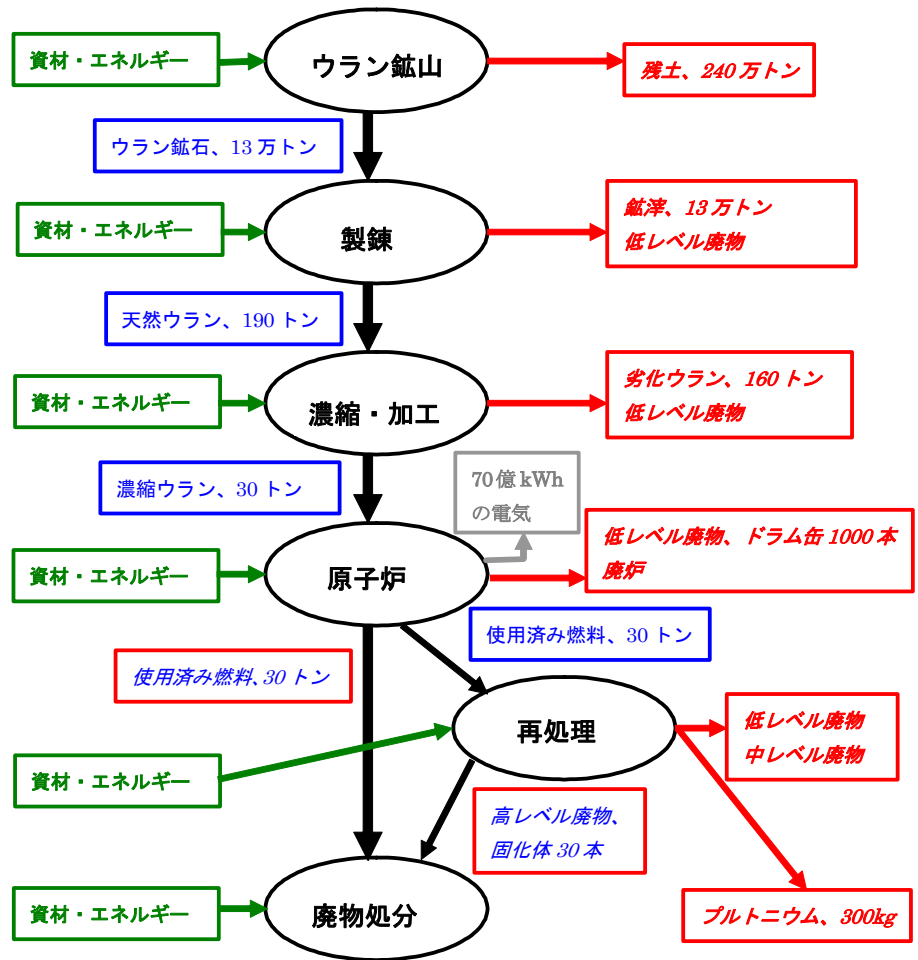 資材・エネルギー
ウラン鉱山
残土、240万トン
ウラン鉱石、13万トン
資材・エネルギー
製錬
鉱滓、13万トン
低レベル廃物
天然ウラン、190トン
資材・エネルギー
濃縮・加工
劣化ウラン、160トン
低レベル廃物
濃縮ウラン、30トン
70億kWh
の電気
資材・エネルギー
原子炉
低レベル廃物、ドラム缶1000本
廃炉
使用済み燃料、30トン
使用済み燃料、30トン
再処理
低レベル廃物
中レベル廃物
資材・エネルギー
高レベル廃物、
固化体30本
資材・エネルギー
廃物処分
プルトニウム、300kg